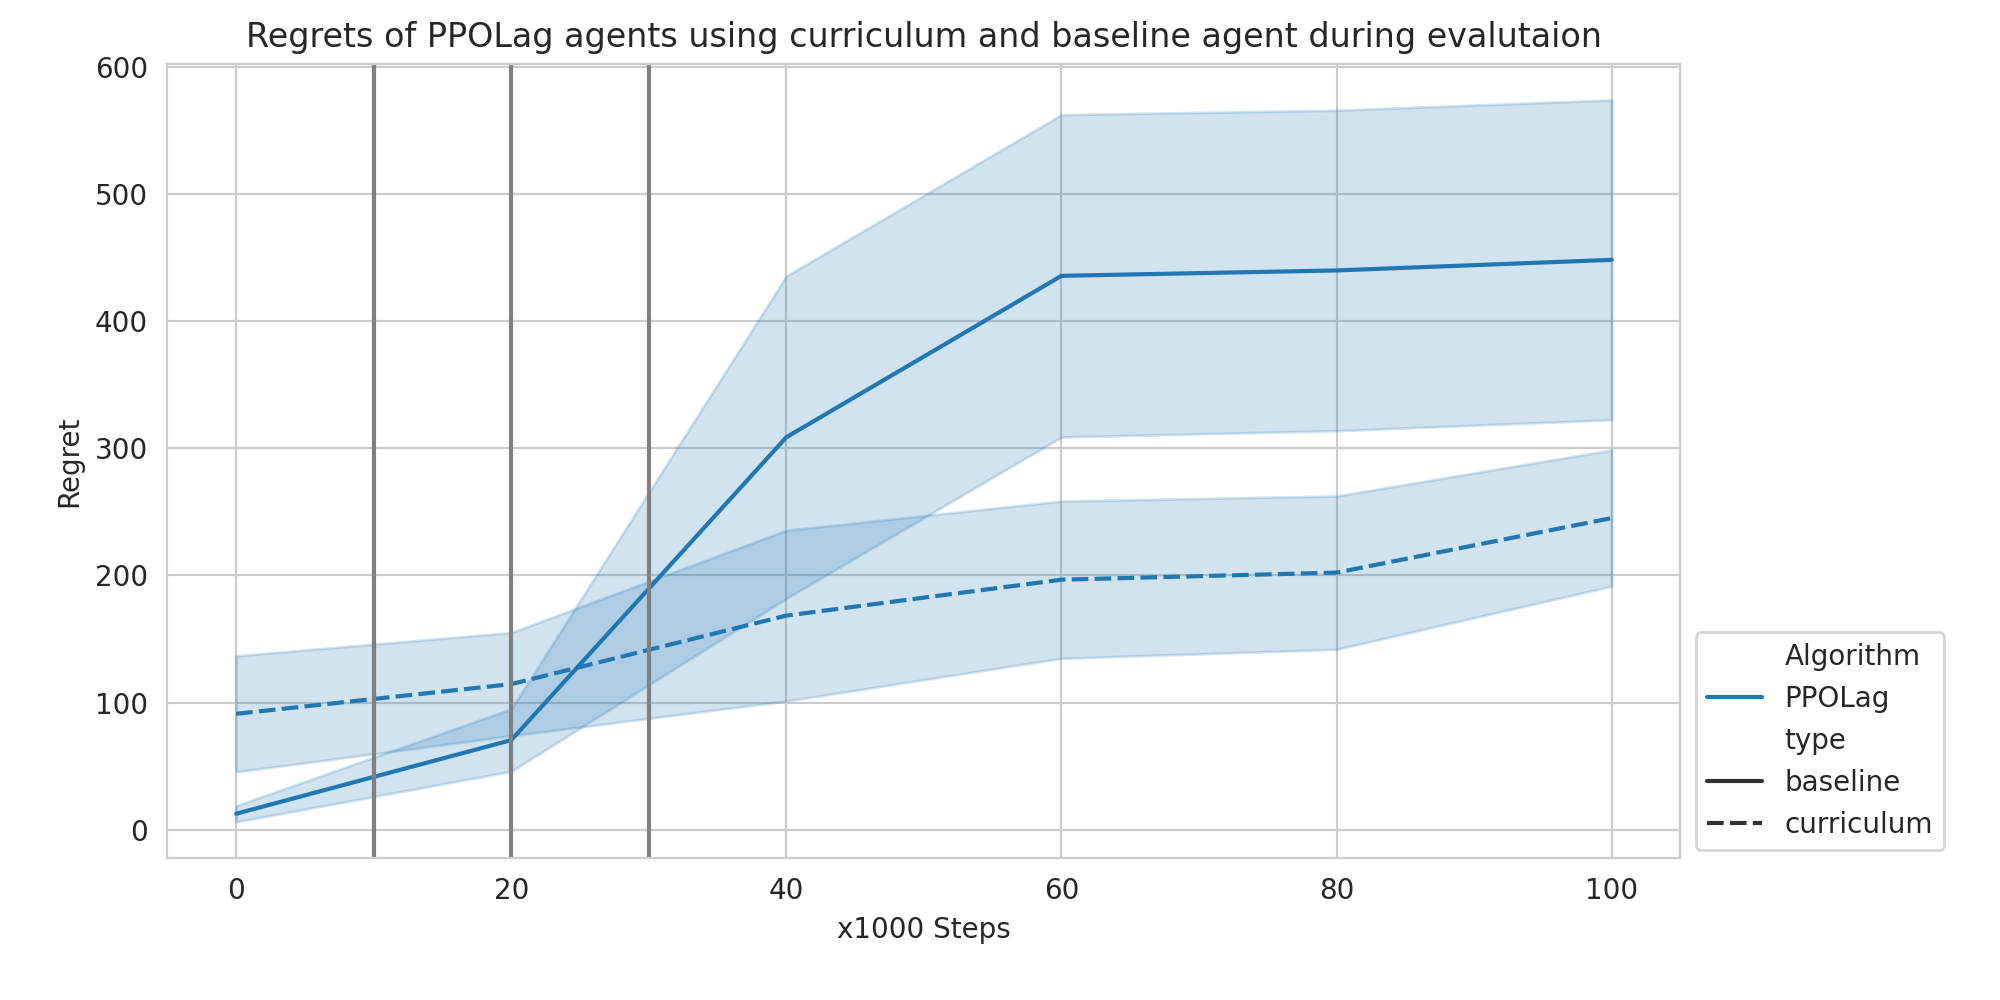 Regrets of PPOLag agents using curriculum and baseline agent during evalutaion
600
500
400
300
200
100
0
Regret
0 20 40 60 80 100
x1000 Steps
Algorithm
PPOLag
type
baseline
curriculum